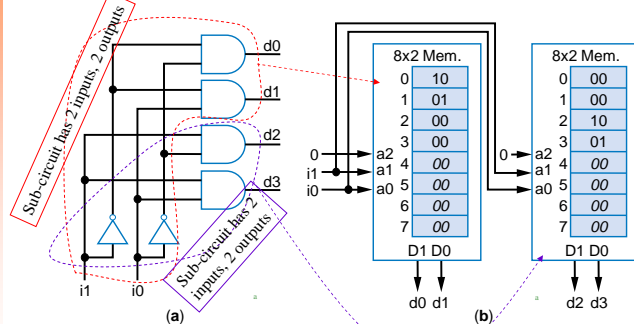 Sub-circuit has 2 inputs, 2 outputs
d0
d1
d2
d3
i1
i0
Sub-circuit has 2
inputs, 2 outputs
a
(a)
8x2 Mem.
0 10
1 01
2 00
3 00
4 00
5 00
6 00
7 00
0 a2
i1 a1
i0 a0
D1 D0
d0 d1
(b)
8x2 Mem.
0 00
1 00
2 10
3 01
4 00
5 00
6 00
7 00
0 a2
a1
a0
D1 D0
d2 d3
a